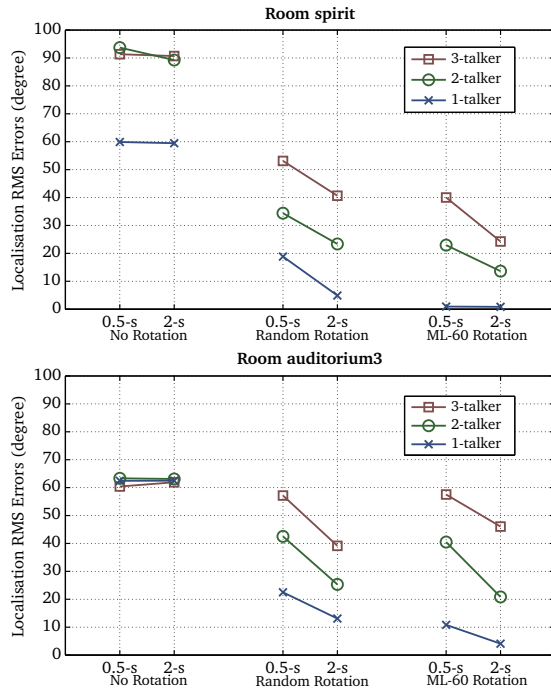 Room spirit
Localisation RMS Errors (degree)
100
90
80
70
60
50
40
30
20
10
0
3-talker
2-talker
1-talker
0.5-s 2-s 0.5-s 2-s 0.5-s 2-s
No Rotation Random Rotation ML-60 Rotation
Room auditorium3
Localisation RMS Errors (degree)
100
90
80
70
60
50
40
30
20
10
0
3-talker
2-talker
1-talker
0.5-s 2-s 0.5-s 2-s 0.5-s 2-s
No Rotation Random Rotation ML-60 Rotation